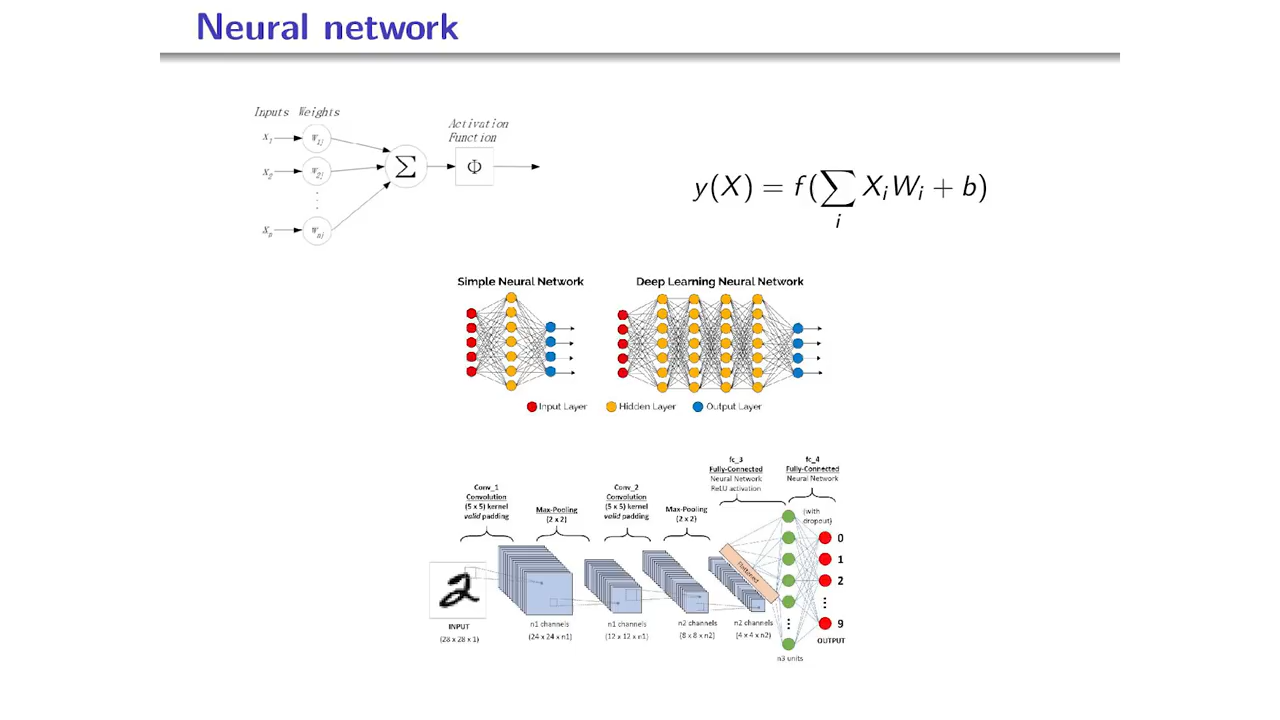 Neural network
Inputs Weights
Activation
Function
X1
W1j
X2
W2j
⋮
Xn
Wnj
Σ
Φ
y(X) = f(∑i XiWi + b)
Simple Neural Network
Deep Learning Neural Network
Input Layer
Hidden Layer
Output Layer
Conv_1
Convolution
(5 x 5) kernel
valid padding
Max-Pooling
(2 x 2)
Conv_2
Convolution
(5 x 5) kernel
valid padding
Max-Pooling
(2 x 2)
fc_3
Fully-Connected
Neural Network
ReLU activation
fc_4
Fully-Connected
Neural Network
(with
dropout)
Flattened
2
INPUT
(28 x 28 x 1)
n1 channels
(24 x 24 x n1)
n1 channels
(12 x 12 x n1)
n2 channels
(8 x 8 x n2)
n2 channels
(4 x 4 x n2)
n3 units
0
1
2
⋮
9
OUTPUT